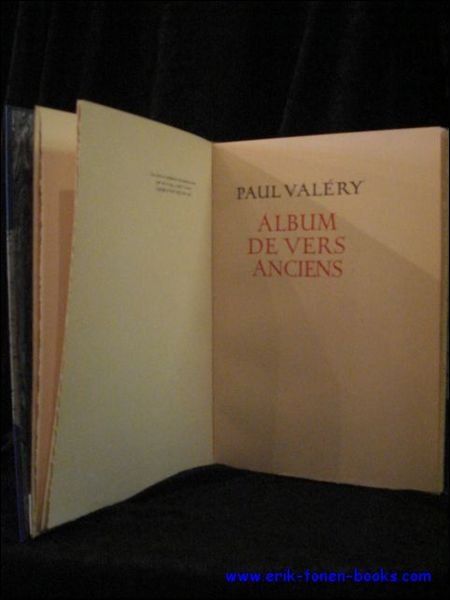 PAUL VALÉRY
ALBUM
DE VERS
ANCIENS
www.erik-tonen-books.com